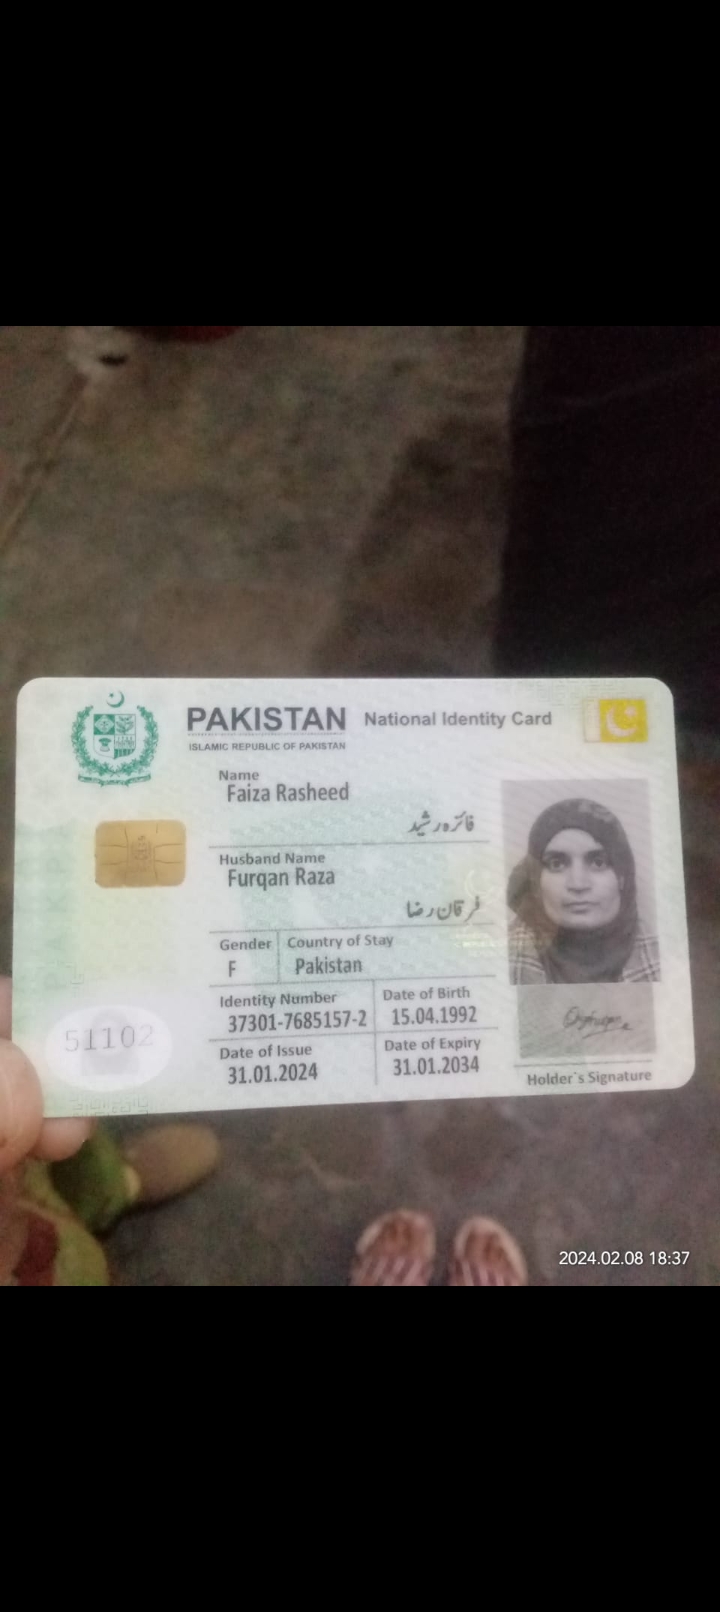 PAKISTAN National Identity Card
ISLAMIC REPUBLIC OF PAKISTAN
Name
Faiza Rasheed
فائزہ رشید
Husband Name
Furqan Raza
فرقان رضا
Gender Country of Stay
F Pakistan
Identity Number Date of Birth
37301-7685157-2 15.04.1992
Date of Issue Date of Expiry
31.01.2024 31.01.2034
51102
Holder`s Signature
2024.02.08 18:37